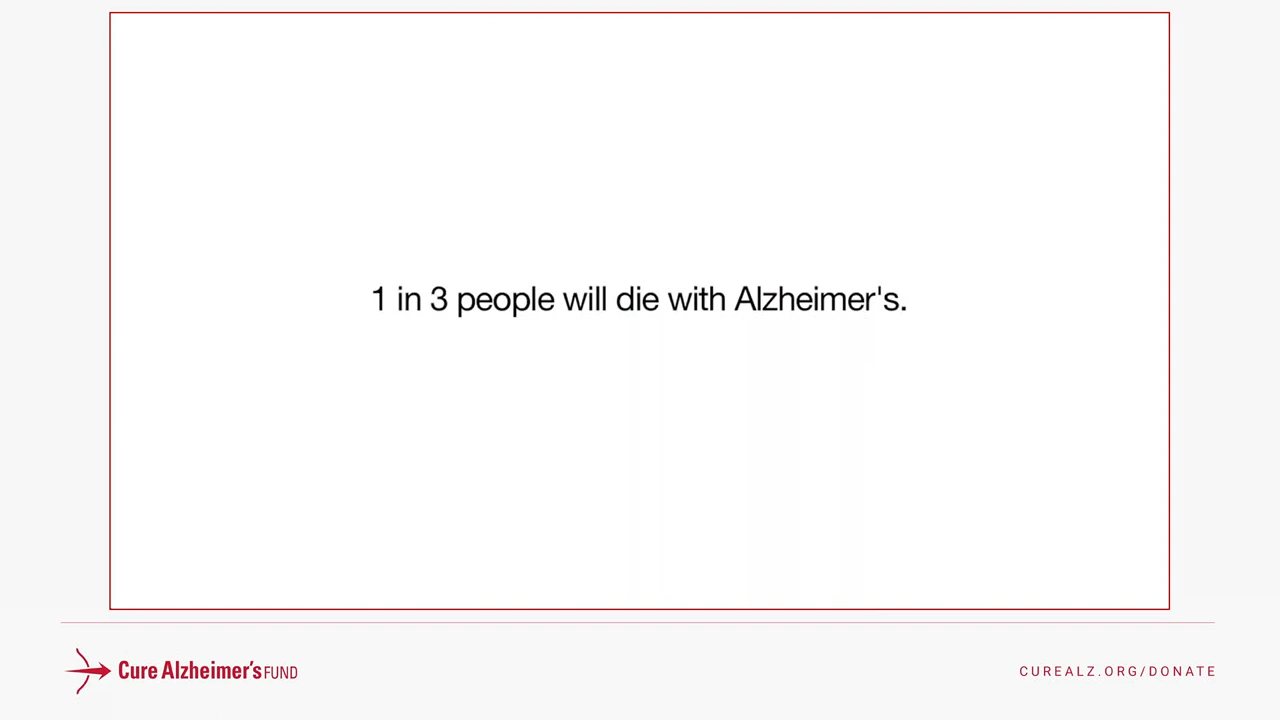 1 in 3 people will die with Alzheimer's.
Cure Alzheimer's FUND
CUREALZ.ORG/DONATE